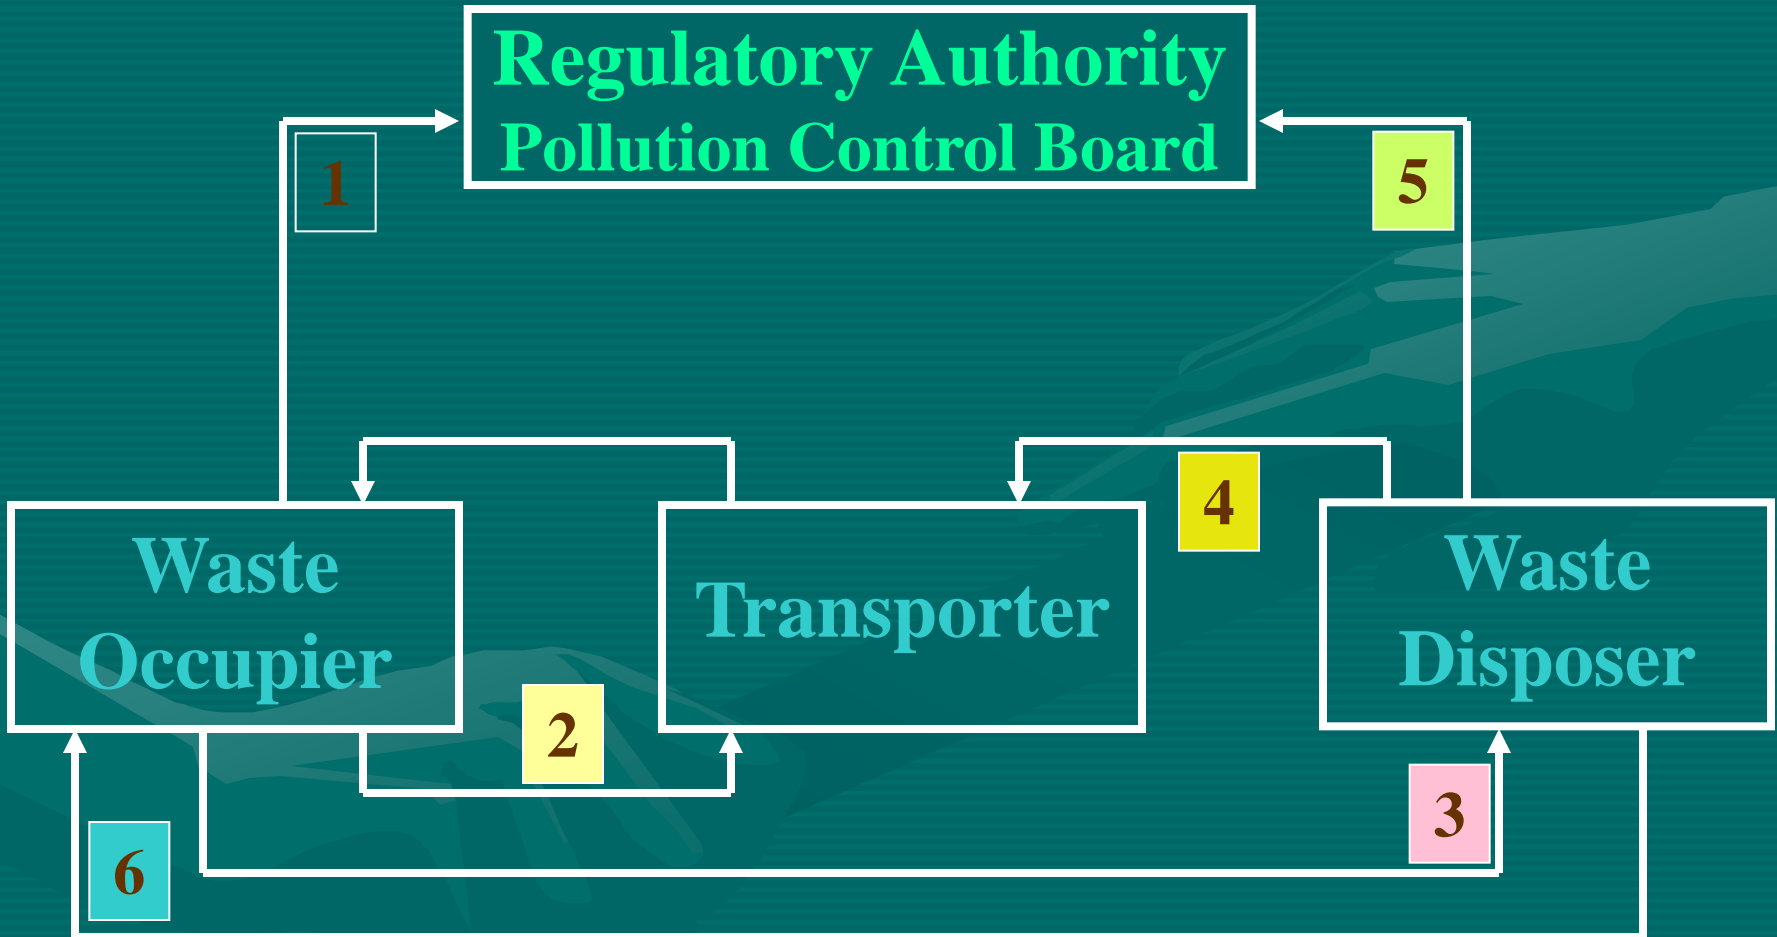 Regulatory Authority
Pollution Control Board
1
5
4
Waste
Occupier
Transporter
Waste
Disposer
2
3
6